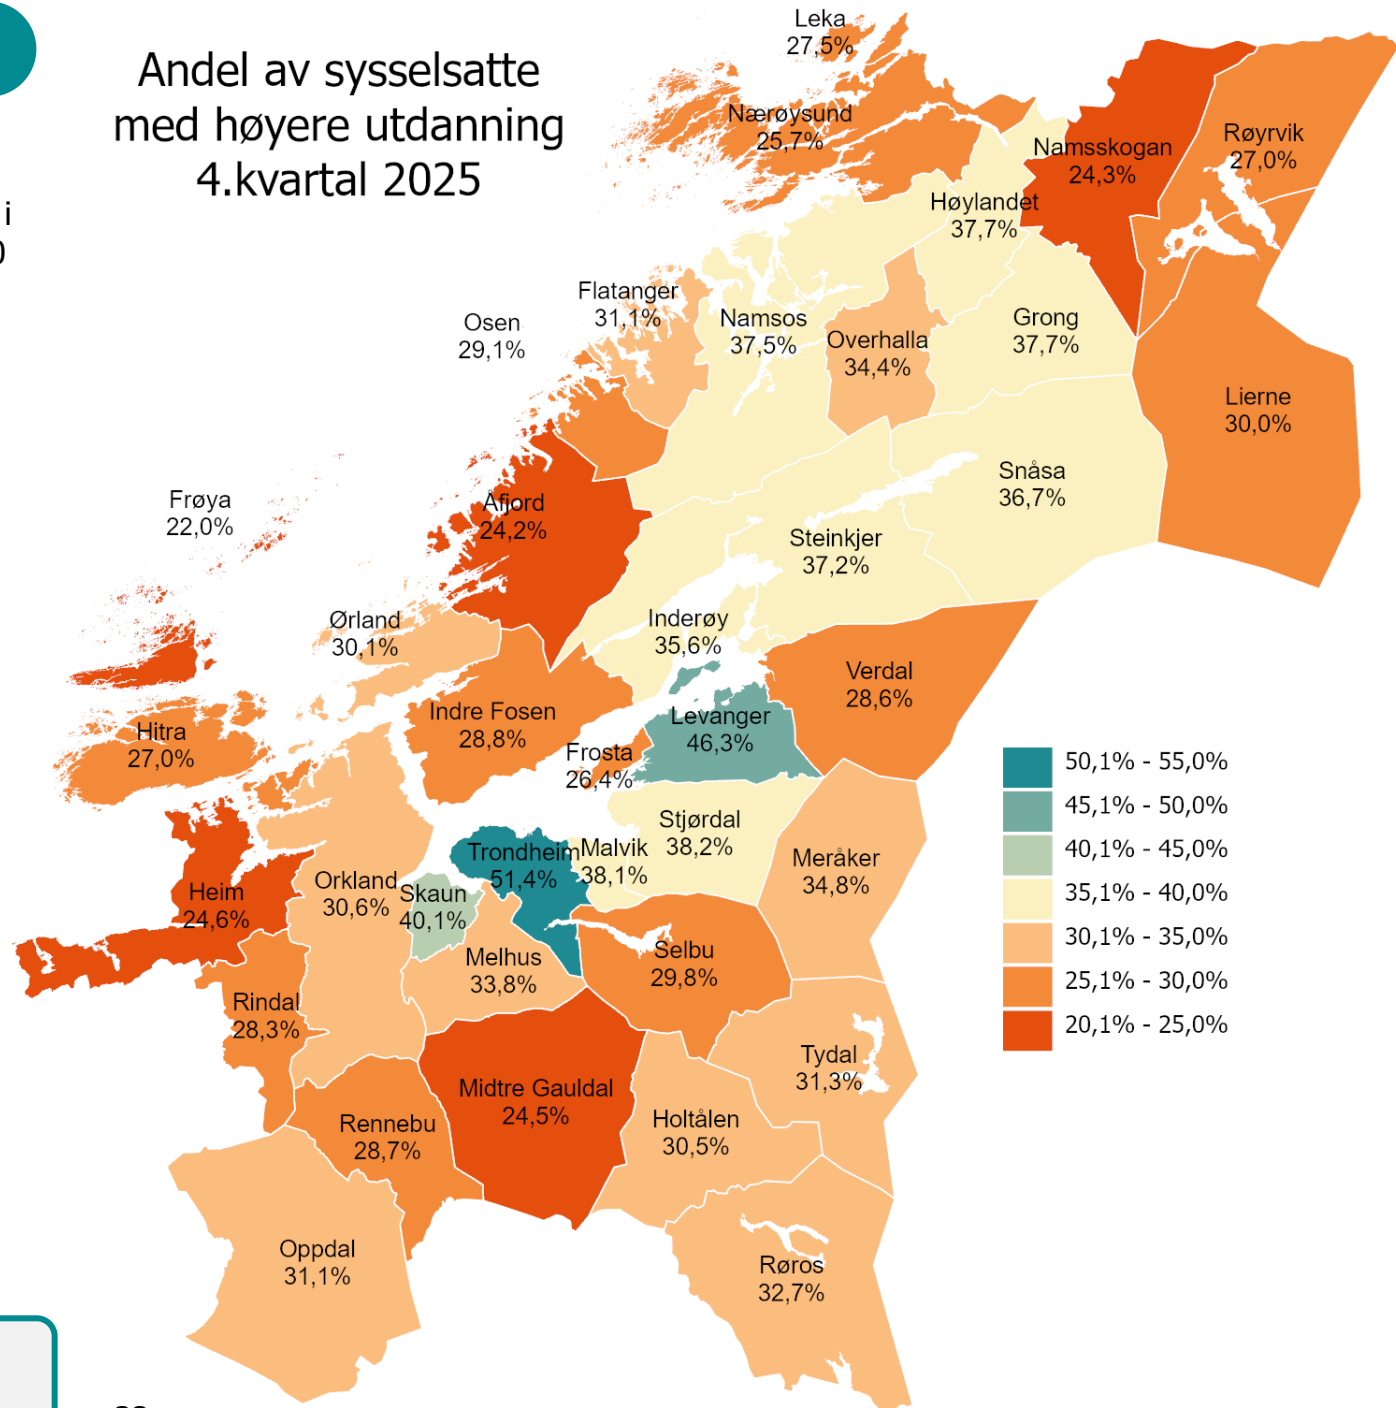 Andel av sysselsatte
med høyere utdanning
4.kvartal 2025
i
0
Leka
27,5%
Nærøysund
25,7%
Namsskogan
24,3%
Røyrvik
27,0%
Høylandet
37,7%
Flatanger
31,1%
Osen
29,1%
Namsos
37,5%
Overhalla
34,4%
Grong
37,7%
Lierne
30,0%
Snåsa
36,7%
Frøya
22,0%
Åfjord
24,2%
Steinkjer
37,2%
Ørland
30,1%
Inderøy
35,6%
Verdal
28,6%
Hitra
27,0%
Indre Fosen
28,8%
Levanger
46,3%
Frosta
26,4%
Stjørdal
38,2%
Malvik
38,1%
Trondheim
51,4%
Meråker
34,8%
Heim
24,6%
Orkland
30,6%
Skaun
40,1%
Melhus
33,8%
Selbu
29,8%
Rindal
28,3%
Tydal
31,3%
Midtre Gauldal
24,5%
Holtålen
30,5%
Rennebu
28,7%
Oppdal
31,1%
Røros
32,7%
50,1% - 55,0%
45,1% - 50,0%
40,1% - 45,0%
35,1% - 40,0%
30,1% - 35,0%
25,1% - 30,0%
20,1% - 25,0%